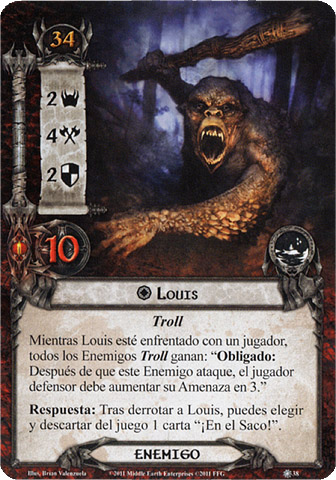 34
2
4
2
10
Louis
Troll
Mientras Louis esté enfrentado con un jugador,
todos los Enemigos Troll ganan: “Obligado:
Después de que este Enemigo ataque, el jugador
defensor debe aumentar su Amenaza en 3.”
Respuesta: Tras derrotar a Louis, puedes elegir
y descartar del juego 1 carta “¡En el Saco!”.
ENEMIGO
Illus. Brian Valenzuela
©2011 Middle Earth Enterprises ©2011 FFG
38